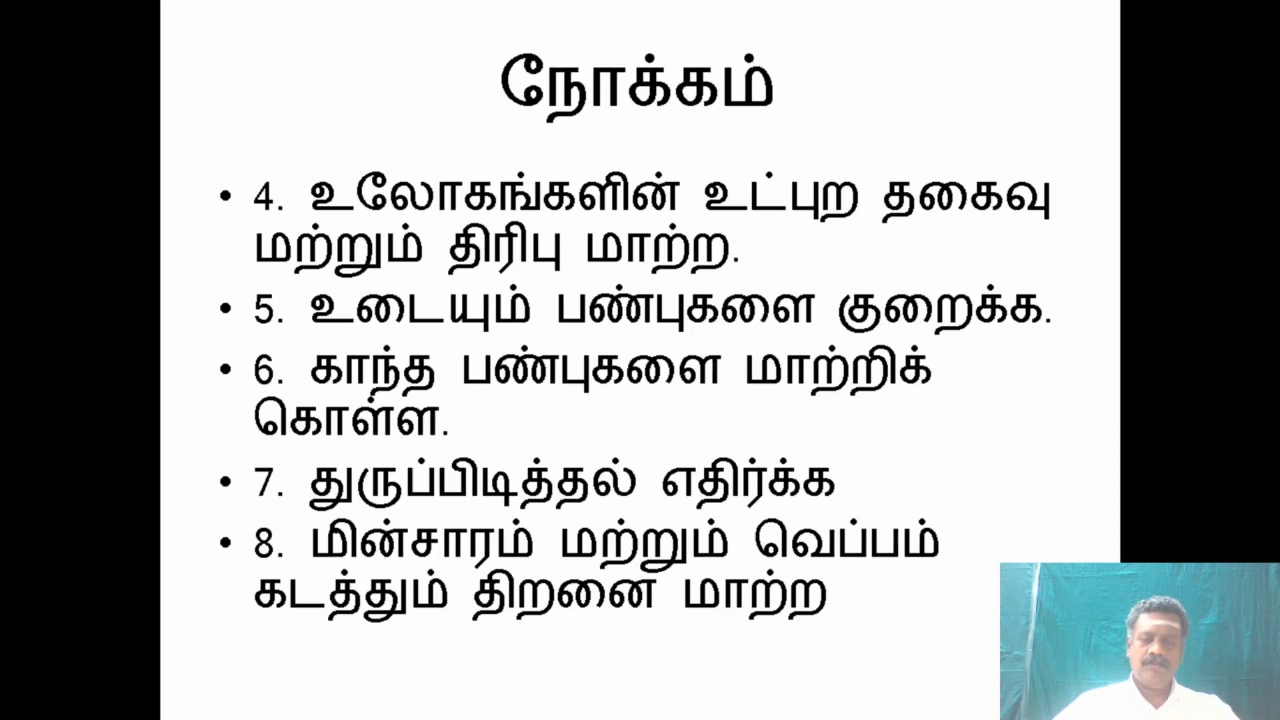 நோக்கம்
• 4. உலோகங்களின் உட்புற தகைவு
மற்றும் திரிபு மாற்ற.
• 5. உடையும் பண்புகளை குறைக்க.
• 6. காந்த பண்புகளை மாற்றிக்
கொள்ள.
• 7. துருப்பிடித்தல் எதிர்க்க
• 8. மின்சாரம் மற்றும் வெப்பம்
கடத்தும் திறனை மாற்ற